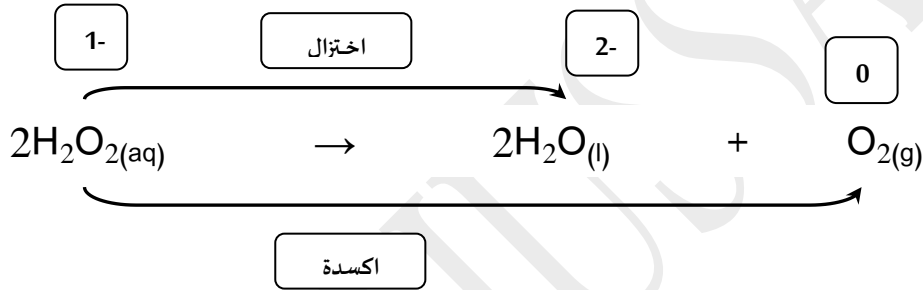 1-
اختزال
2-
0
2H₂O₂(aq) → 2H₂O(l) + O₂(g)
اكسدة